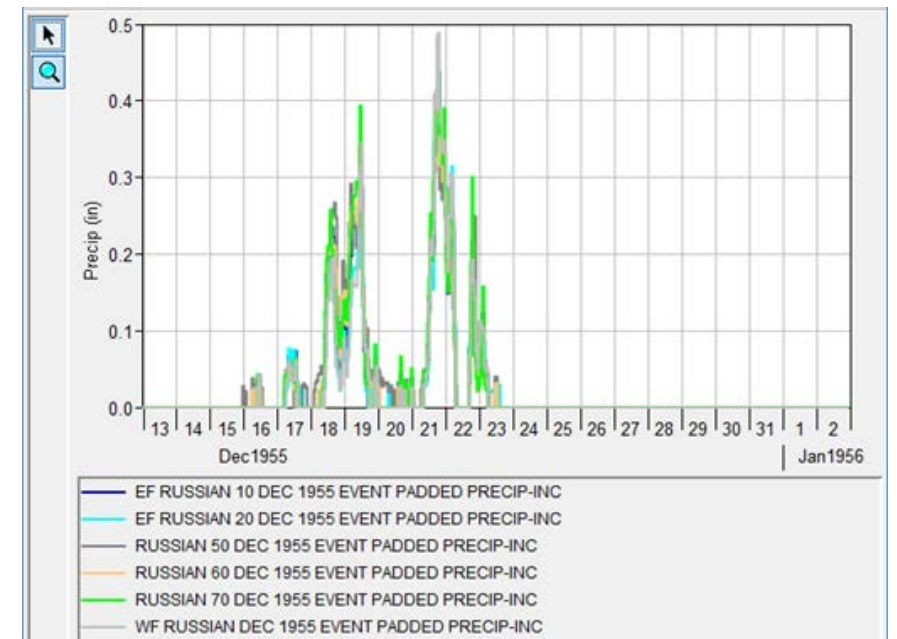 0.5
0.4
0.3
0.2
0.1
0.0
Precip (in)
13 14 15 16 17 18 19 20 21 22 23 24 25 26 27 28 29 30 31 1 2
Dec1955 Jan1956
EF RUSSIAN 10 DEC 1955 EVENT PADDED PRECIP-INC
EF RUSSIAN 20 DEC 1955 EVENT PADDED PRECIP-INC
RUSSIAN 50 DEC 1955 EVENT PADDED PRECIP-INC
RUSSIAN 60 DEC 1955 EVENT PADDED PRECIP-INC
RUSSIAN 70 DEC 1955 EVENT PADDED PRECIP-INC
WF RUSSIAN DEC 1955 EVENT PADDED PRECIP-INC